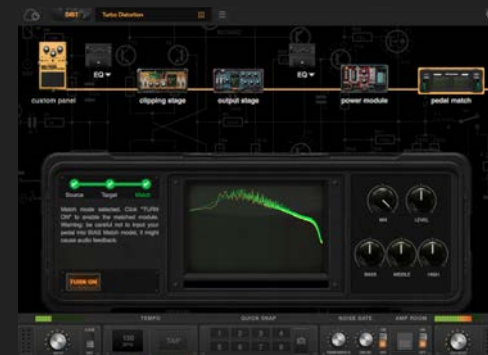 DIST
Turbo Distortion
EQ
EQ
custom panel
clipping stage
output stage
power module
pedal match
Source
Target
Match
Match mode selected. Click "TURN
ON" to enable the matched module.
Warning: be careful not to input your
pedal into BIAS Match model, it might
cause audio feedback.
TURN ON
MIX
LEVEL
BASS
MIDDLE
HIGH
TEMPO
QUICK SNAP
NOISE GATE
AMP ROOM
TAP
1 2 3 4
5 6 7 8